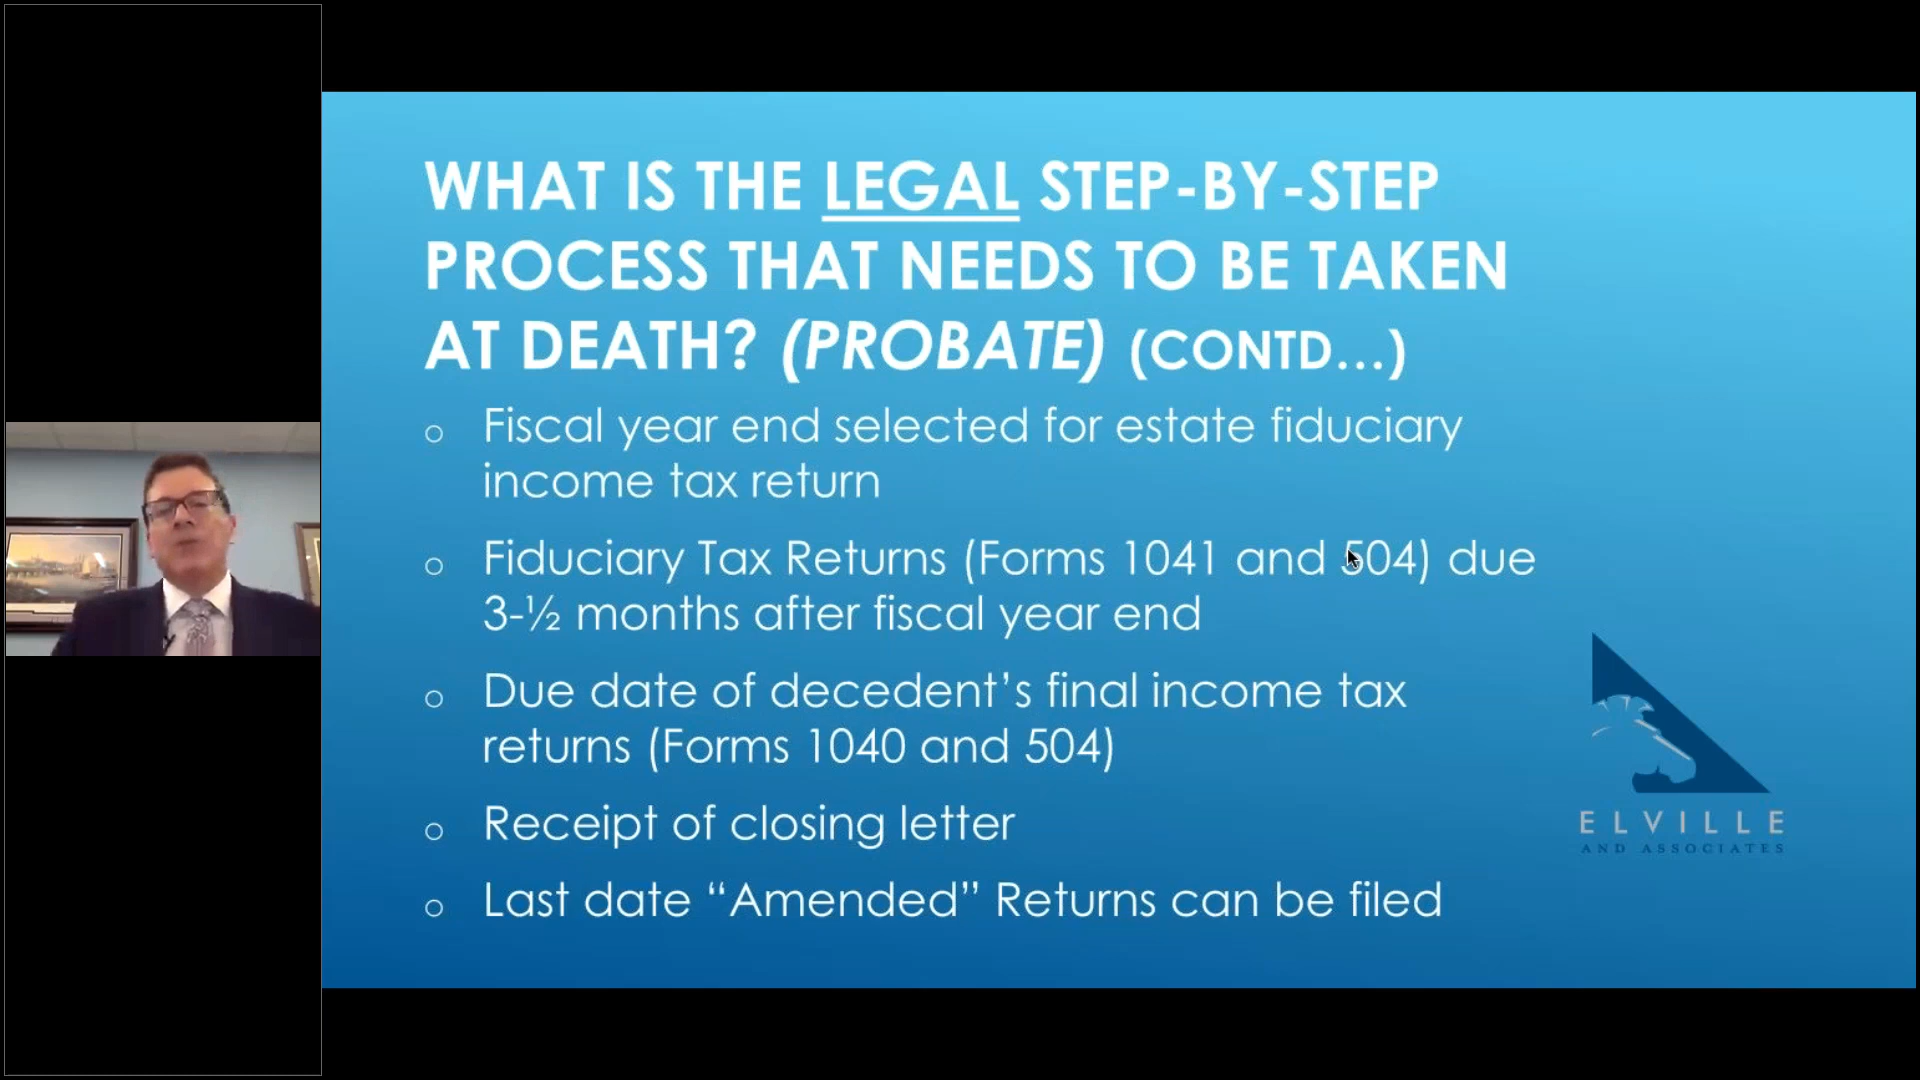 WHAT IS THE LEGAL STEP-BY-STEP
PROCESS THAT NEEDS TO BE TAKEN
AT DEATH? (PROBATE) (CONTD...)
o Fiscal year end selected for estate fiduciary
income tax return
o Fiduciary Tax Returns (Forms 1041 and 504) due
3-½ months after fiscal year end
o Due date of decedent’s final income tax
returns (Forms 1040 and 504)
o Receipt of closing letter
o Last date “Amended” Returns can be filed
ELVILLE
AND ASSOCIATES